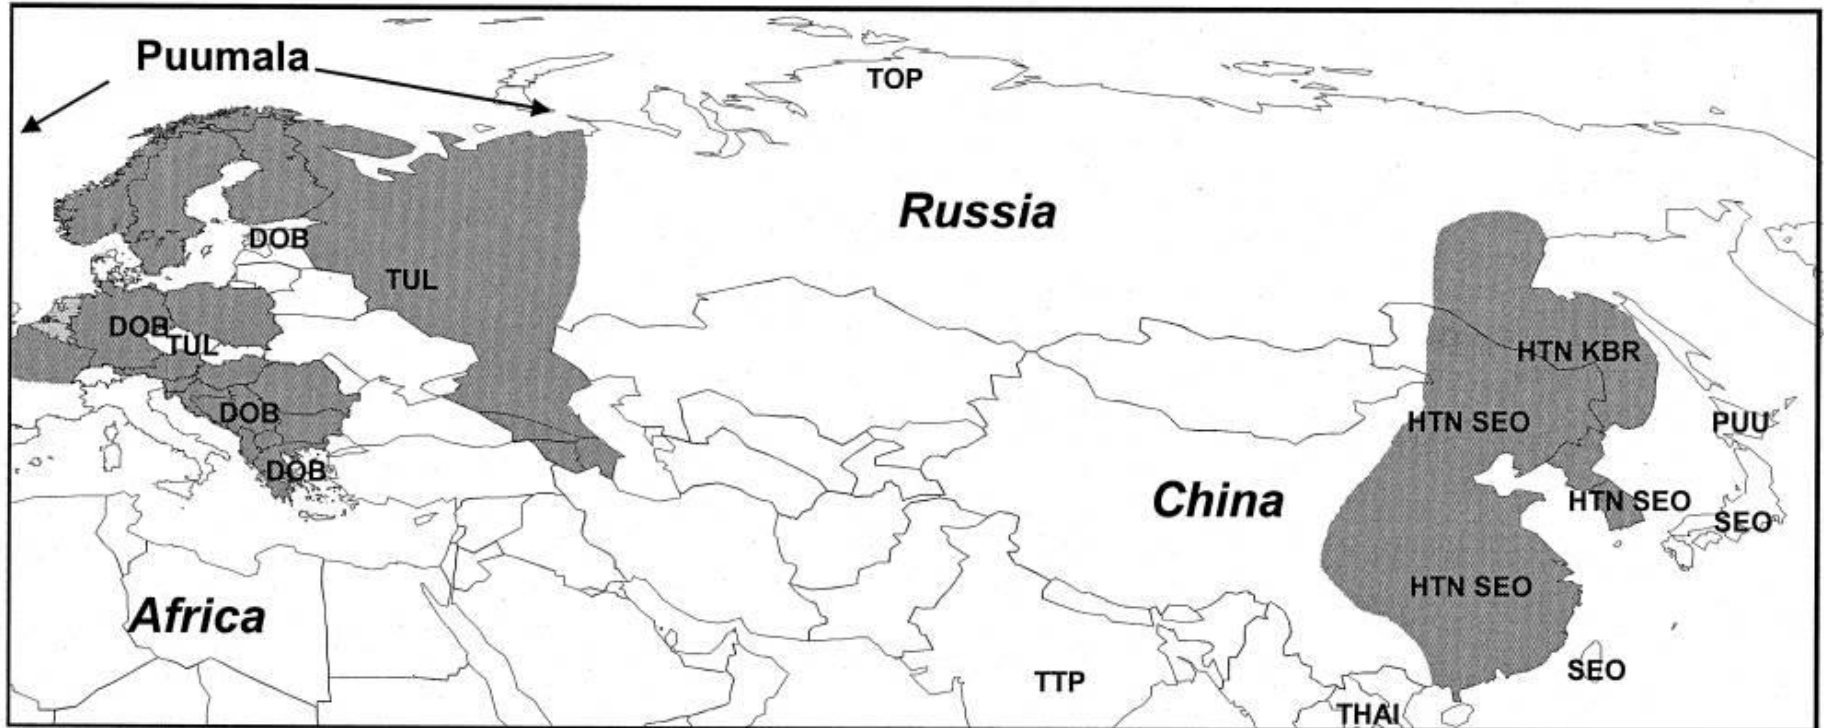 Puumala
TOP
Russia
DOB
TUL
DOB
TUL
HTN KBR
DOB
HTN SEO
PUU
DOB
China
HTN SEO
SEO
HTN SEO
Africa
SEO
TTP
THAI